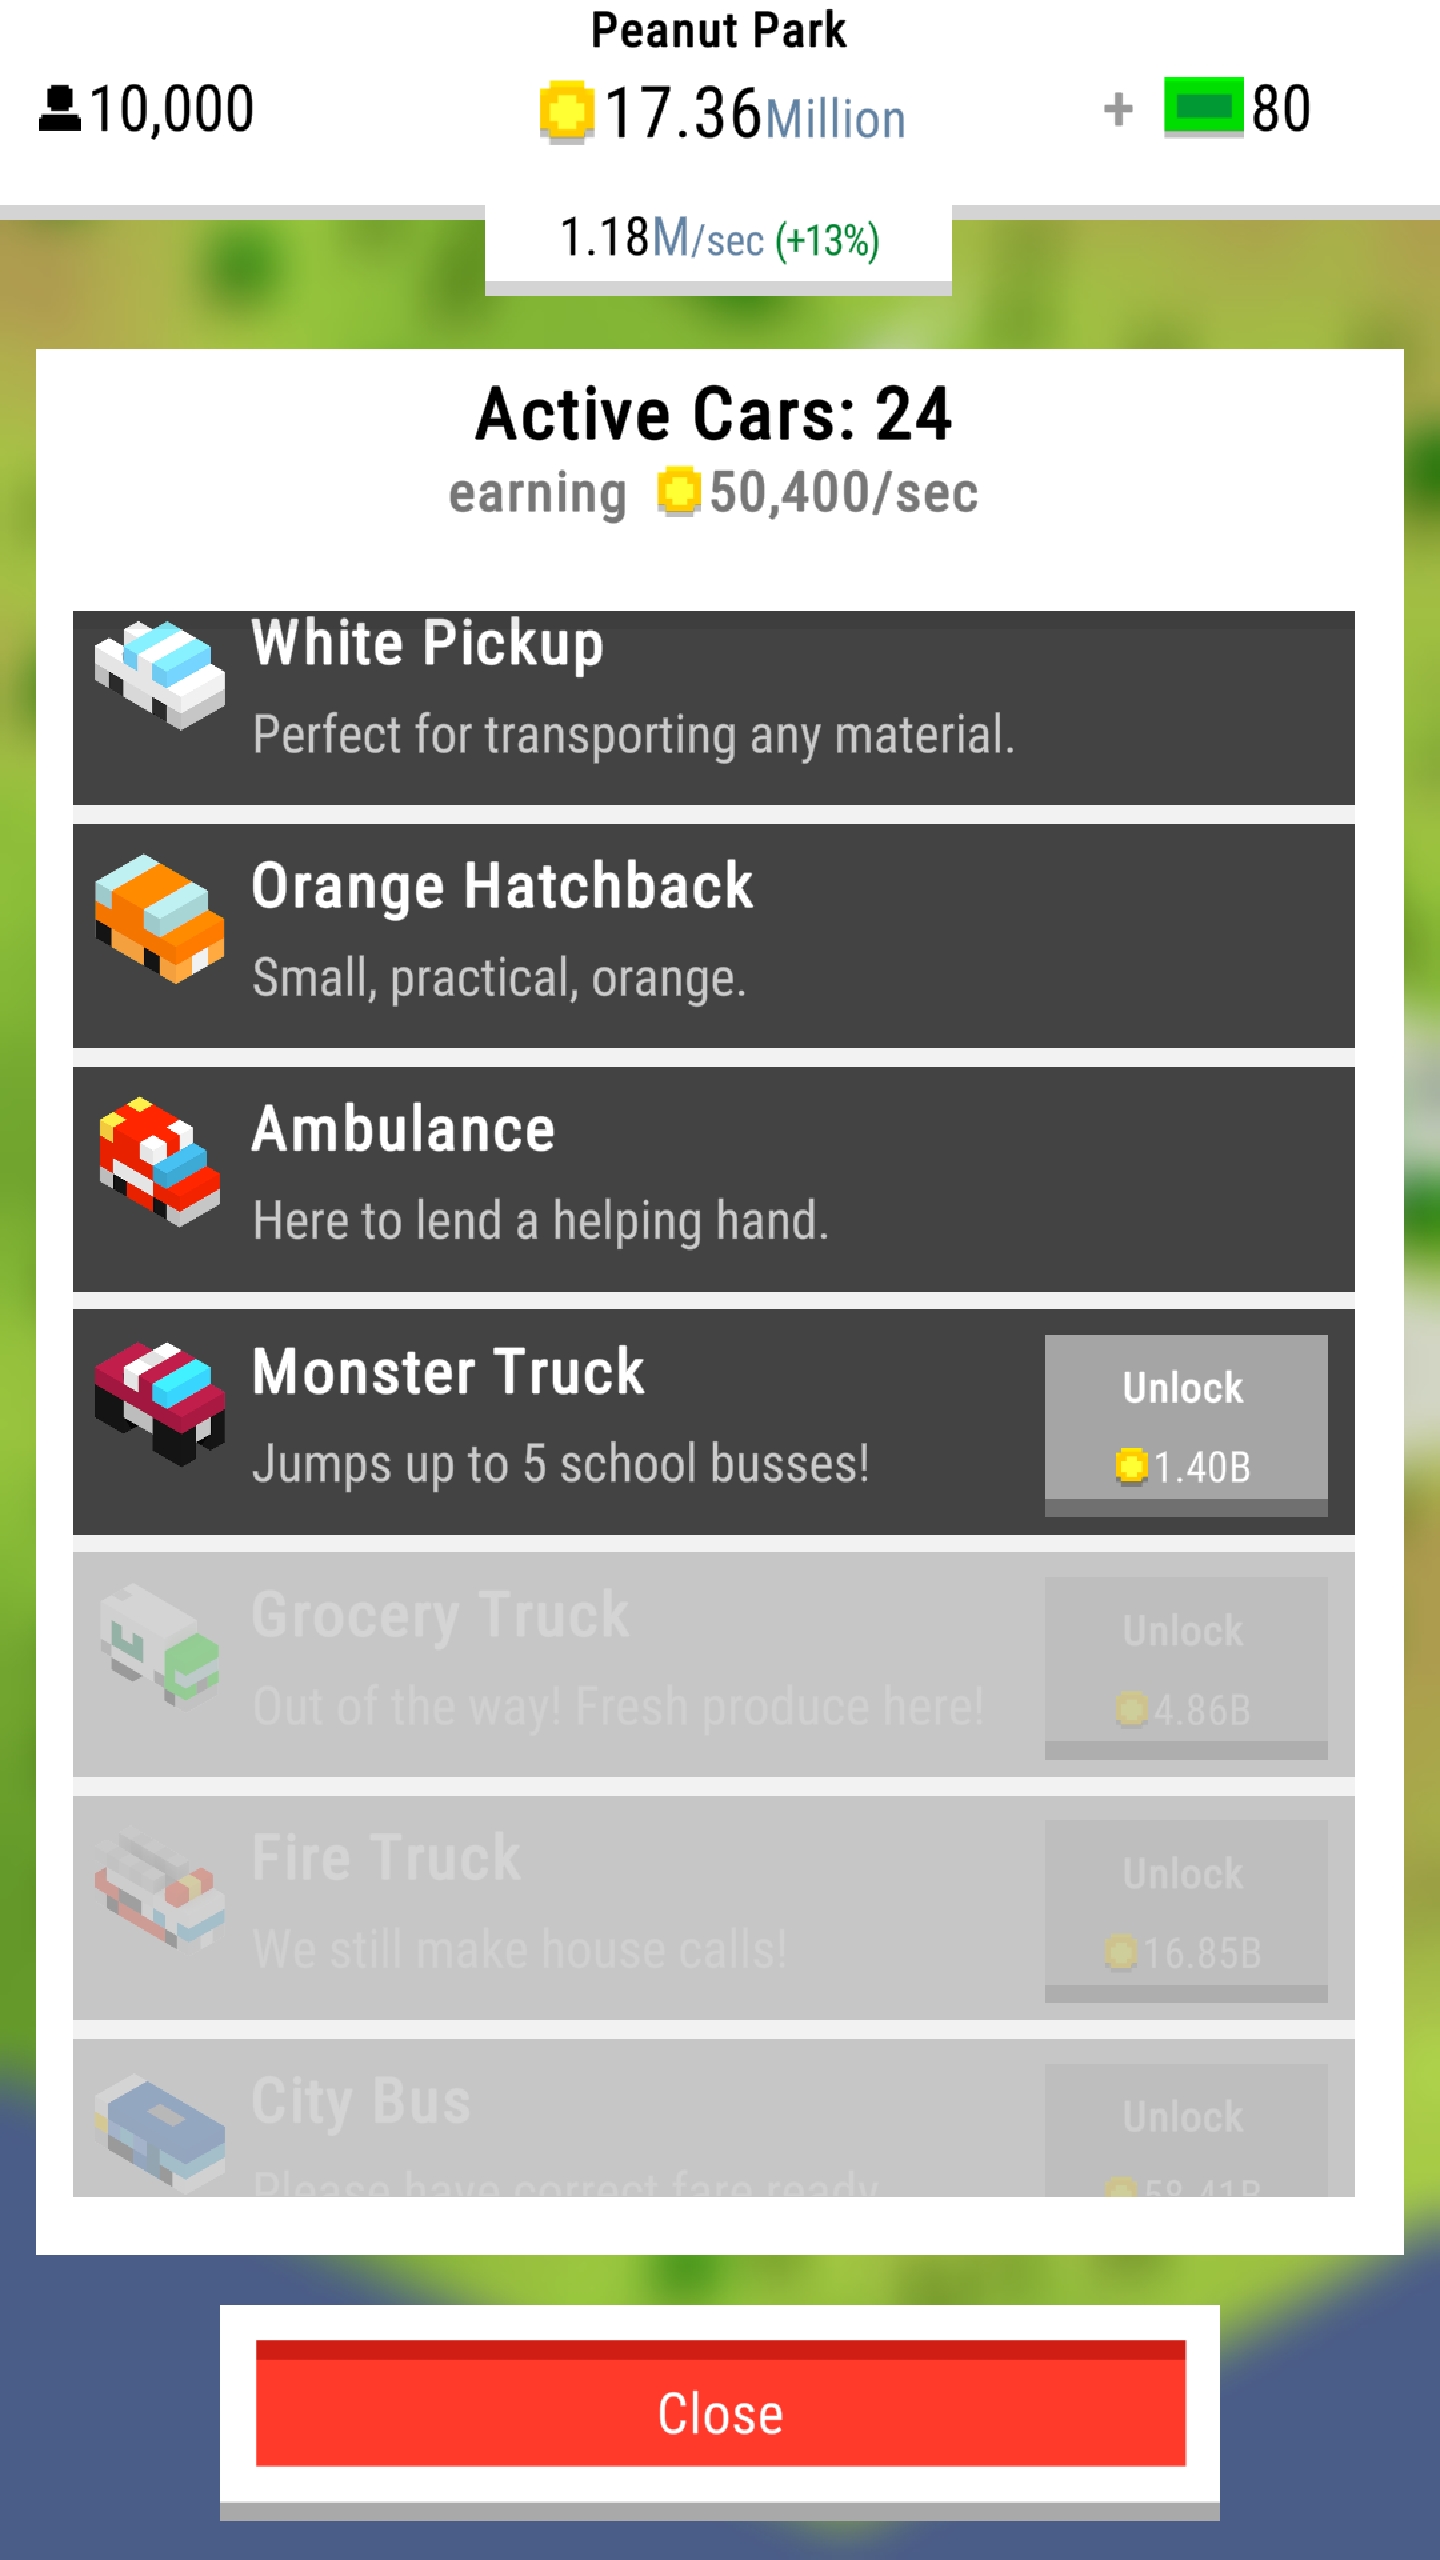 Peanut Park
10,000
17.36Million
+ 80
1.18M/sec (+13%)
Active Cars: 24
earning 50,400/sec
White Pickup
Perfect for transporting any material.
Orange Hatchback
Small, practical, orange.
Ambulance
Here to lend a helping hand.
Monster Truck
Unlock
Jumps up to 5 school busses!
1.40B
Grocery Truck
Unlock
Out of the way! Fresh produce here!
4.86B
Fire Truck
Unlock
We still make house calls!
16.85B
City Bus
Unlock
Please have correct fare ready
58.41B
Close